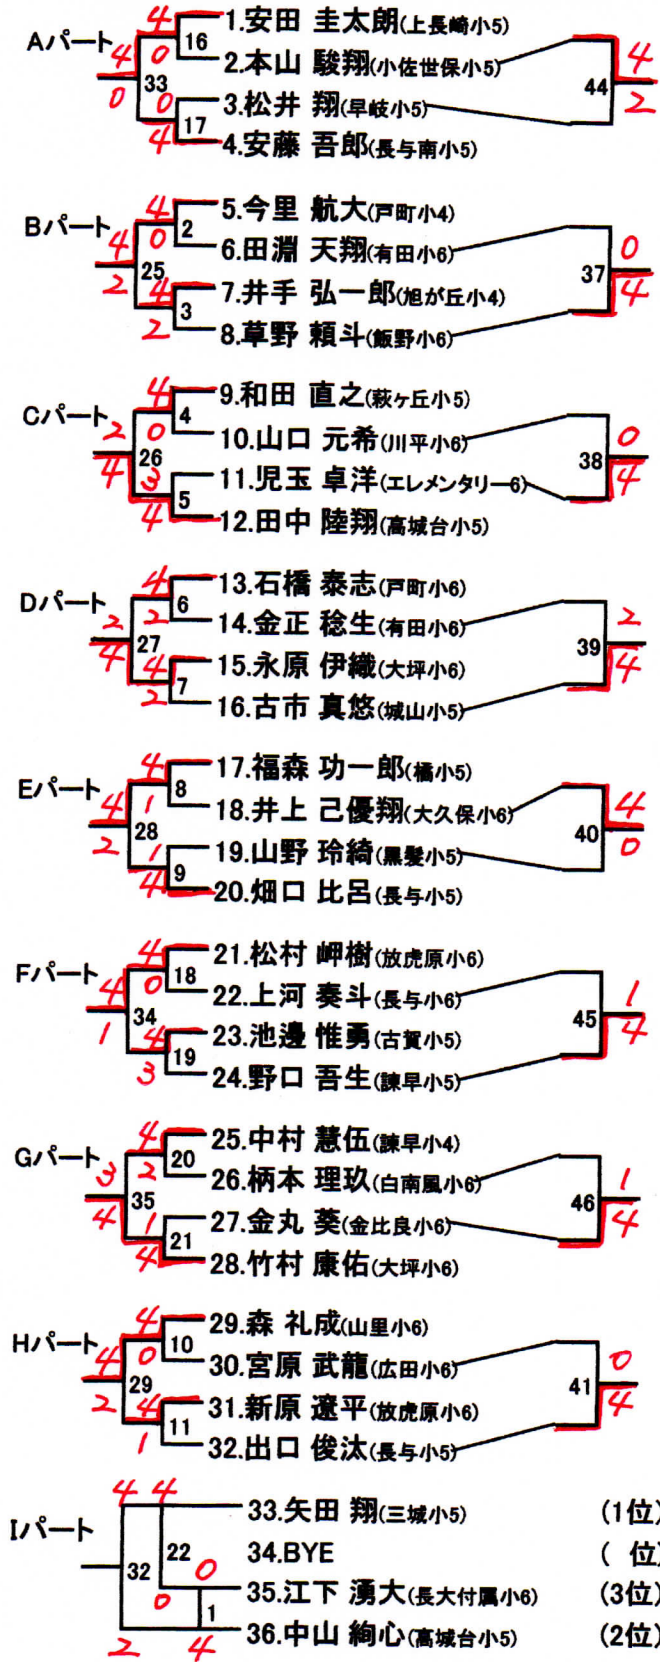 4 1.安田 圭太朗(上長崎小5)
Aパート 4 0 16 4
2.本山 駿翔(小佐世保小5)
33 44
0 0 3.松井 翔(早岐小5) 2
4 17
4.安藤 吾郎(長与南小5)
4 5.今里 航大(戸町小4)
Bパート 4 0 2 0
6.田淵 天翔(有田小6)
25 37
2 4 7.井手 弘一郎(旭が丘小4) 4
2 3
8.草野 頼斗(飯野小6)
4 9.和田 直之(萩ヶ丘小5)
Cパート 2 0 4 0
10.山口 元希(川平小6)
26 38
4 3 11.児玉 卓洋(エレメンタリー6) 4
4 5
12.田中 陸翔(高城台小5)
4 13.石橋 泰志(戸町小6)
Dパート 2 2 6 2
14.金正 稔生(有田小6)
27 39
4 4 15.永原 伊織(大坪小6) 4
2 7
16.古市 真悠(城山小5)
4 17.福森 功一郎(橘小5)
Eパート 4 1 8 4
18.井上 己優翔(大久保小6)
28 40
2 1 19.山野 玲綺(黒髪小5) 0
4 9
20.畑口 比呂(長与小5)
4 21.松村 岬樹(放虎原小6)
Fパート 4 0 18 1
22.上河 奏斗(長与小6)
34 45
1 4 23.池邊 惟勇(古賀小5) 4
3 19
24.野口 吾生(諫早小5)
4 25.中村 慧伍(諫早小4)
Gパート 3 2 20 1
26.柄本 理玖(白南風小6)
35 46
4 1 27.金丸 葵(金比良小6) 4
4 21
28.竹村 康佑(大坪小6)
4 29.森 礼成(山里小6)
Hパート 4 0 10 0
30.宮原 武龍(広田小6)
29 41
2 4 31.新原 遼平(放虎原小6) 4
1 11
32.出口 俊汰(長与小5)
4 4 33.矢田 翔(三城小5) (1位)
Iパート
22 34.BYE ( 位)
32 0
0 35.江下 湧大(長大付属小6) (3位)
1
2 4 36.中山 絢心(高城台小5) (2位)